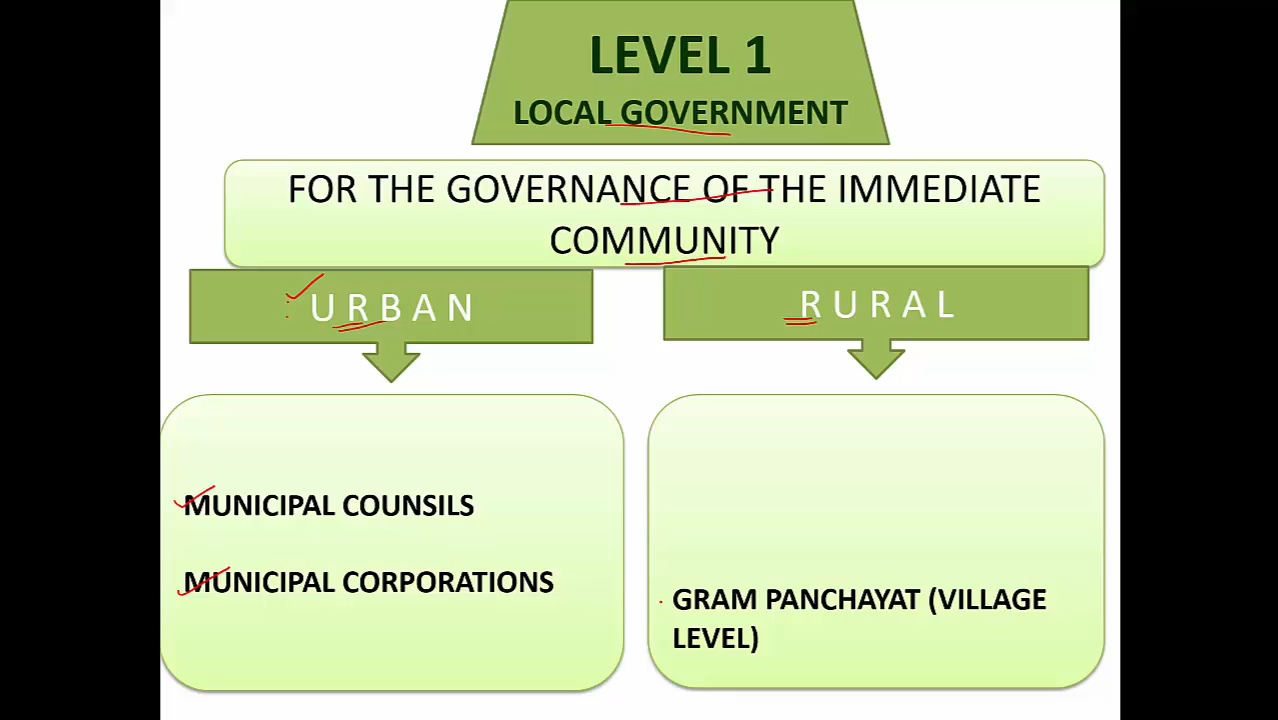 LEVEL 1
LOCAL GOVERNMENT
FOR THE GOVERNANCE OF THE IMMEDIATE
COMMUNITY
URBAN
RURAL
MUNICIPAL COUNSILS
MUNICIPAL CORPORATIONS
GRAM PANCHAYAT (VILLAGE
LEVEL)